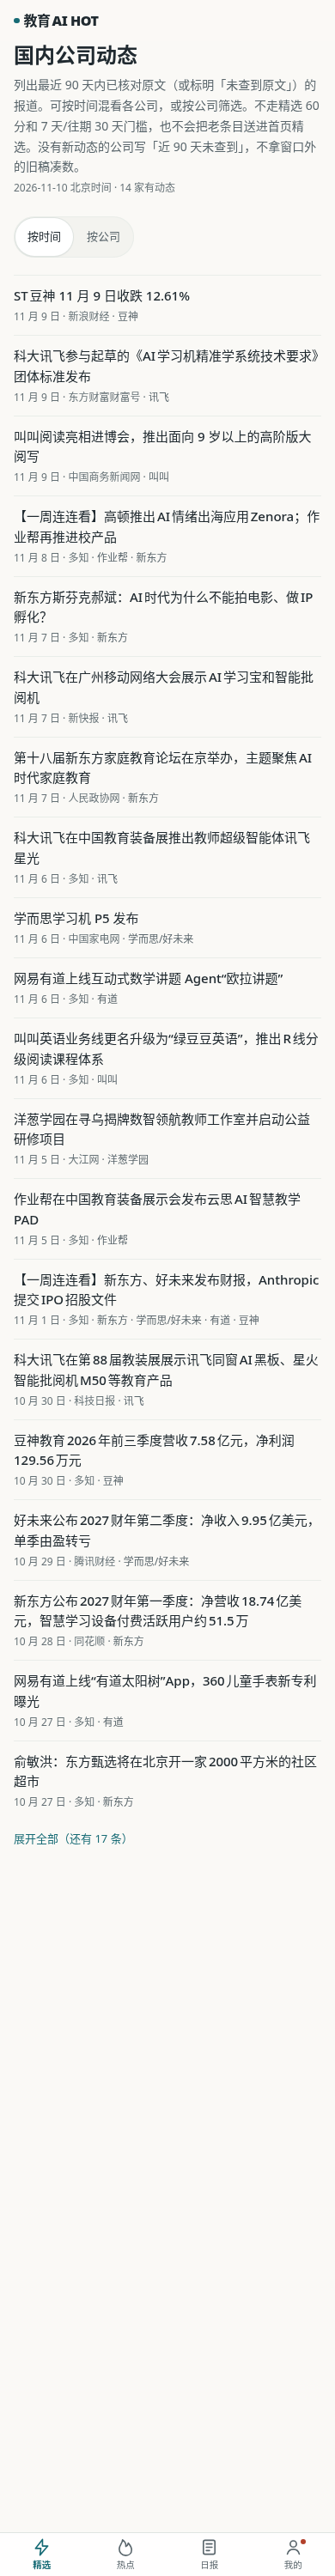 教育 AI HOT
国内公司动态
列出最近 90 天内已核对原文（或标明「未查到原文」）的
报道。可按时间混看各公司，或按公司筛选。不走精选 60
分和 7 天/往期 30 天门槛，也不会把老条目送进首页精
选。没有新动态的公司写「近 90 天未查到」，不拿窗口外
的旧稿凑数。
2026-11-10 北京时间 · 14 家有动态
按时间
按公司
ST 豆神 11 月 9 日收跌 12.61%
11 月 9 日 · 新浪财经 · 豆神
科大讯飞参与起草的《AI 学习机精准学系统技术要求》
团体标准发布
11 月 9 日 · 东方财富财富号 · 讯飞
叫叫阅读亮相进博会，推出面向 9 岁以上的高阶版大
阅写
11 月 9 日 · 中国商务新闻网 · 叫叫
【一周连连看】高顿推出 AI 情绪出海应用 Zenora；作
业帮再推进校产品
11 月 8 日 · 多知 · 作业帮 · 新东方
新东方斯芬克郝斌：AI 时代为什么不能拍电影、做 IP
孵化？
11 月 7 日 · 多知 · 新东方
科大讯飞在广州移动网络大会展示 AI 学习宝和智能批
阅机
11 月 7 日 · 新快报 · 讯飞
第十八届新东方家庭教育论坛在京举办，主题聚焦 AI
时代家庭教育
11 月 7 日 · 人民政协网 · 新东方
科大讯飞在中国教育装备展推出教师超级智能体讯飞
星光
11 月 6 日 · 多知 · 讯飞
学而思学习机 P5 发布
11 月 6 日 · 中国家电网 · 学而思/好未来
网易有道上线互动式数学讲题 Agent“欧拉讲题”
11 月 6 日 · 多知 · 有道
叫叫英语业务线更名升级为“绿豆豆英语”，推出 R 线分
级阅读课程体系
11 月 6 日 · 多知 · 叫叫
洋葱学园在寻乌揭牌数智领航教师工作室并启动公益
研修项目
11 月 5 日 · 大江网 · 洋葱学园
作业帮在中国教育装备展示会发布云思 AI 智慧教学
PAD
11 月 5 日 · 多知 · 作业帮
【一周连连看】新东方、好未来发布财报，Anthropic
提交 IPO 招股文件
11 月 1 日 · 多知 · 新东方 · 学而思/好未来 · 有道 · 豆神
科大讯飞在第 88 届教装展展示讯飞同窗 AI 黑板、星火
智能批阅机 M50 等教育产品
10 月 30 日 · 科技日报 · 讯飞
豆神教育 2026 年前三季度营收 7.58 亿元，净利润
129.56 万元
10 月 30 日 · 多知 · 豆神
好未来公布 2027 财年第二季度：净收入 9.95 亿美元，
单季由盈转亏
10 月 29 日 · 腾讯财经 · 学而思/好未来
新东方公布 2027 财年第一季度：净营收 18.74 亿美
元，智慧学习设备付费活跃用户约 51.5 万
10 月 28 日 · 同花顺 · 新东方
网易有道上线“有道太阳树”App，360 儿童手表新专利
曝光
10 月 27 日 · 多知 · 有道
俞敏洪：东方甄选将在北京开一家 2000 平方米的社区
超市
10 月 27 日 · 多知 · 新东方
展开全部（还有 17 条）
精选
热点
日报
我的